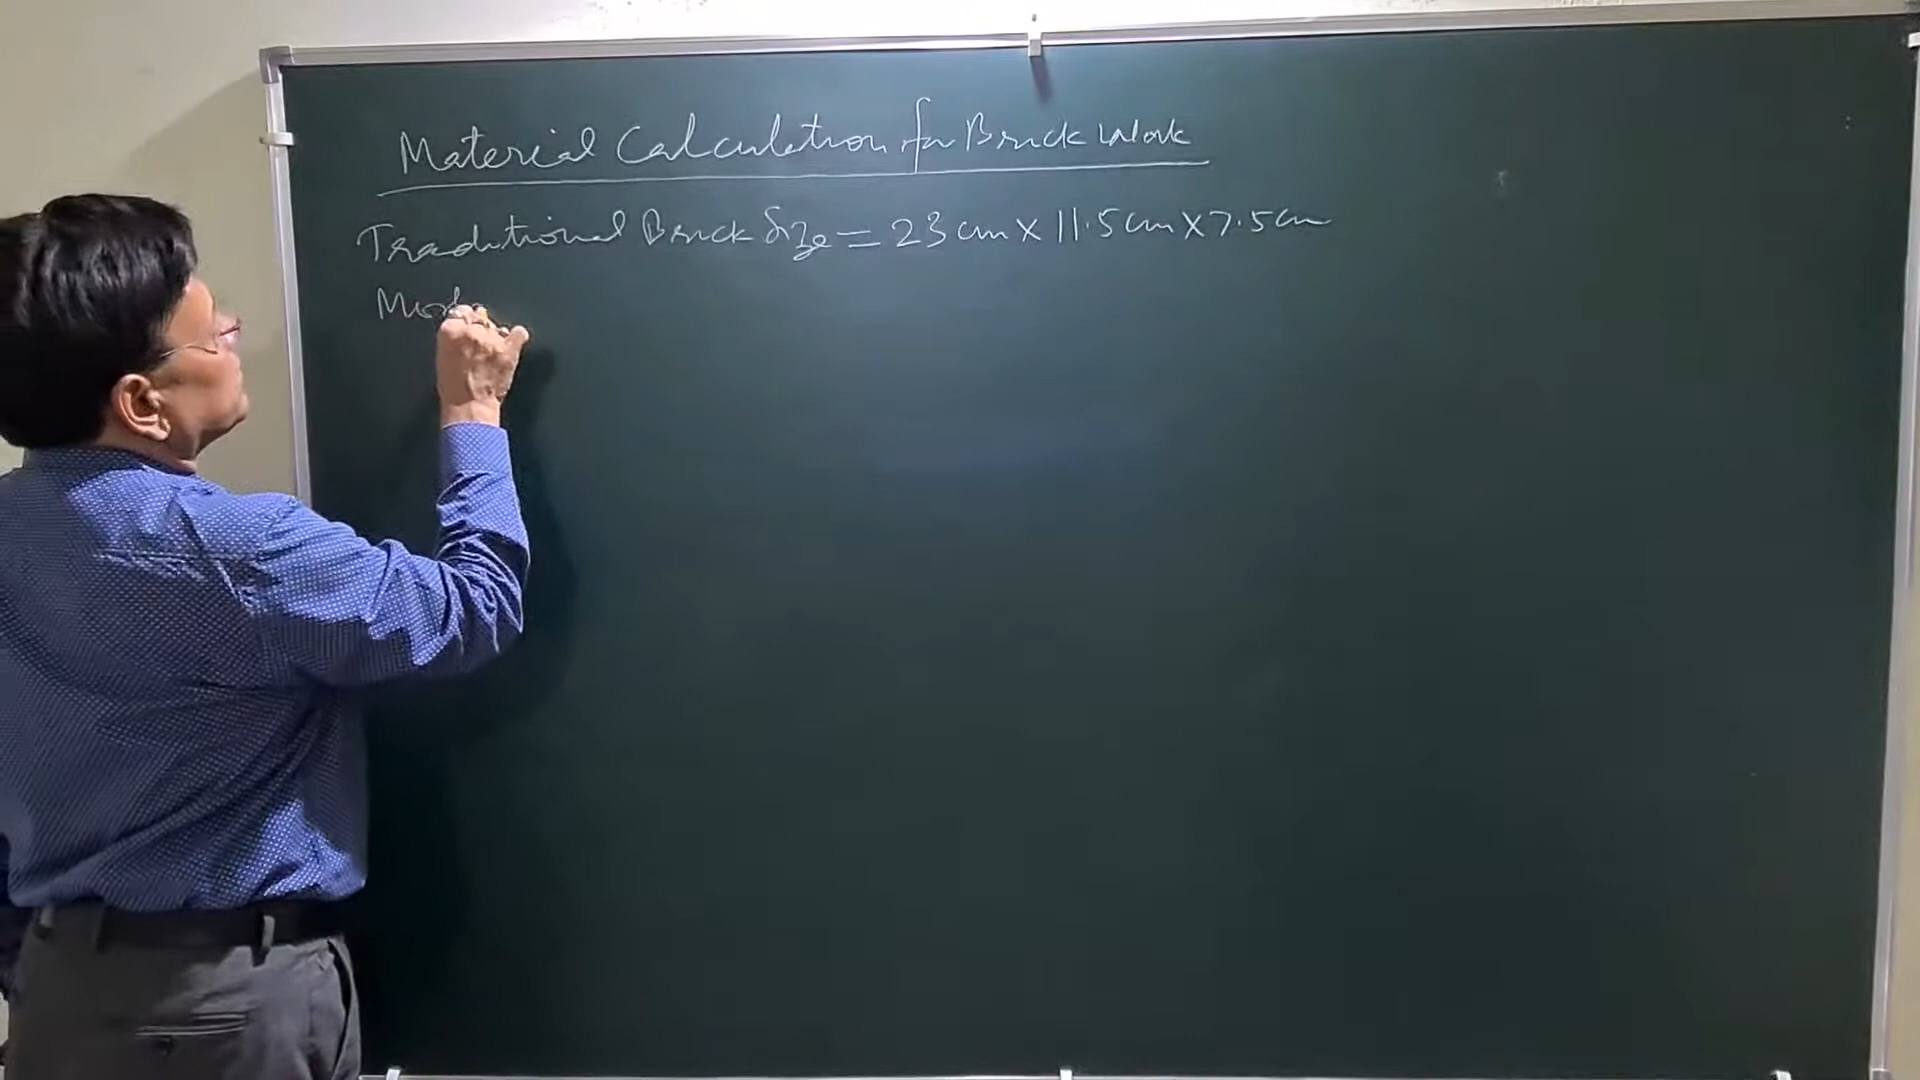 Material Calculation for Brick Work
Traditional Brick Size = 23 cm x 11.5 cm x 7.5 cm